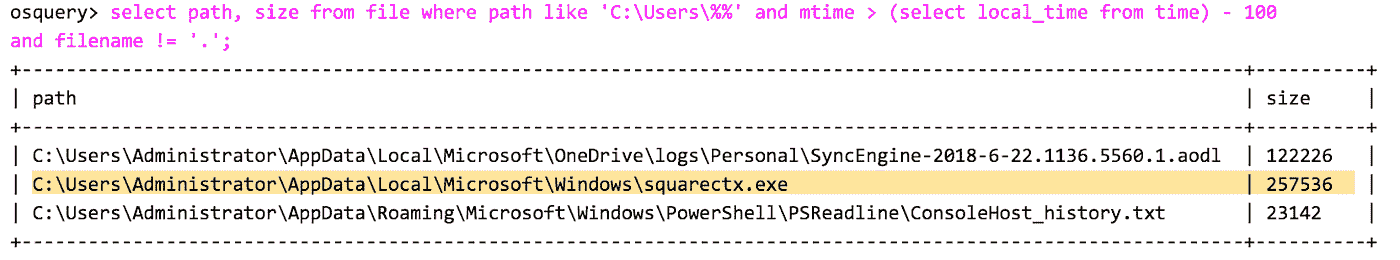 osquery> select path, size from file where path like 'C:\Users\%%' and mtime > (select local_time from time) - 100
and filename != '.';
+------------------------------------------------------------------------------------------------------+----------+
| path | size |
+------------------------------------------------------------------------------------------------------+----------+
| C:\Users\Administrator\AppData\Local\Microsoft\OneDrive\logs\Personal\SyncEngine-2018-6-22.1136.5560.1.aodl | 122226 |
| C:\Users\Administrator\AppData\Local\Microsoft\Windows\squarectx.exe | 257536 |
| C:\Users\Administrator\AppData\Roaming\Microsoft\Windows\PowerShell\PSReadline\ConsoleHost_history.txt | 23142 |
+------------------------------------------------------------------------------------------------------+----------+